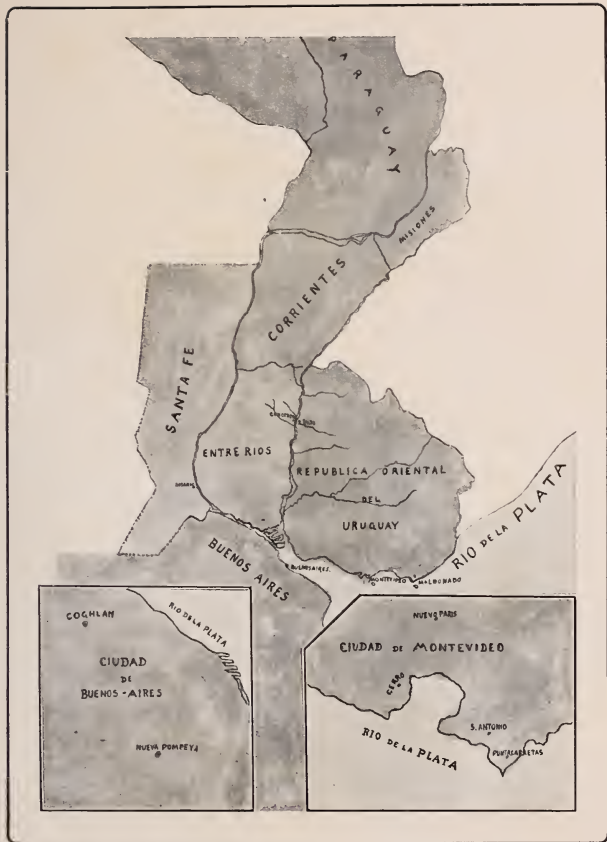 PARAGUAY
MISIONES
CORRIENTES
SANTA FE
ENTRE RIOS
REPUBLICA ORIENTAL
DEL
URUGUAY
RIO DE LA PLATA
BUENOS AIRES
BUENOS AIRES.
MONTEVIDEO
MALDONADO
COGHLAN
RIO DE LA PLATA
CIUDAD
DE
BUENOS-AIRES
NUEVA POMPEYA
NUEVO PARIS
CIUDAD DE MONTEVIDEO
CERRO
S. ANTONIO
PUNTA CARRETAS
RIO DE LA PLATA